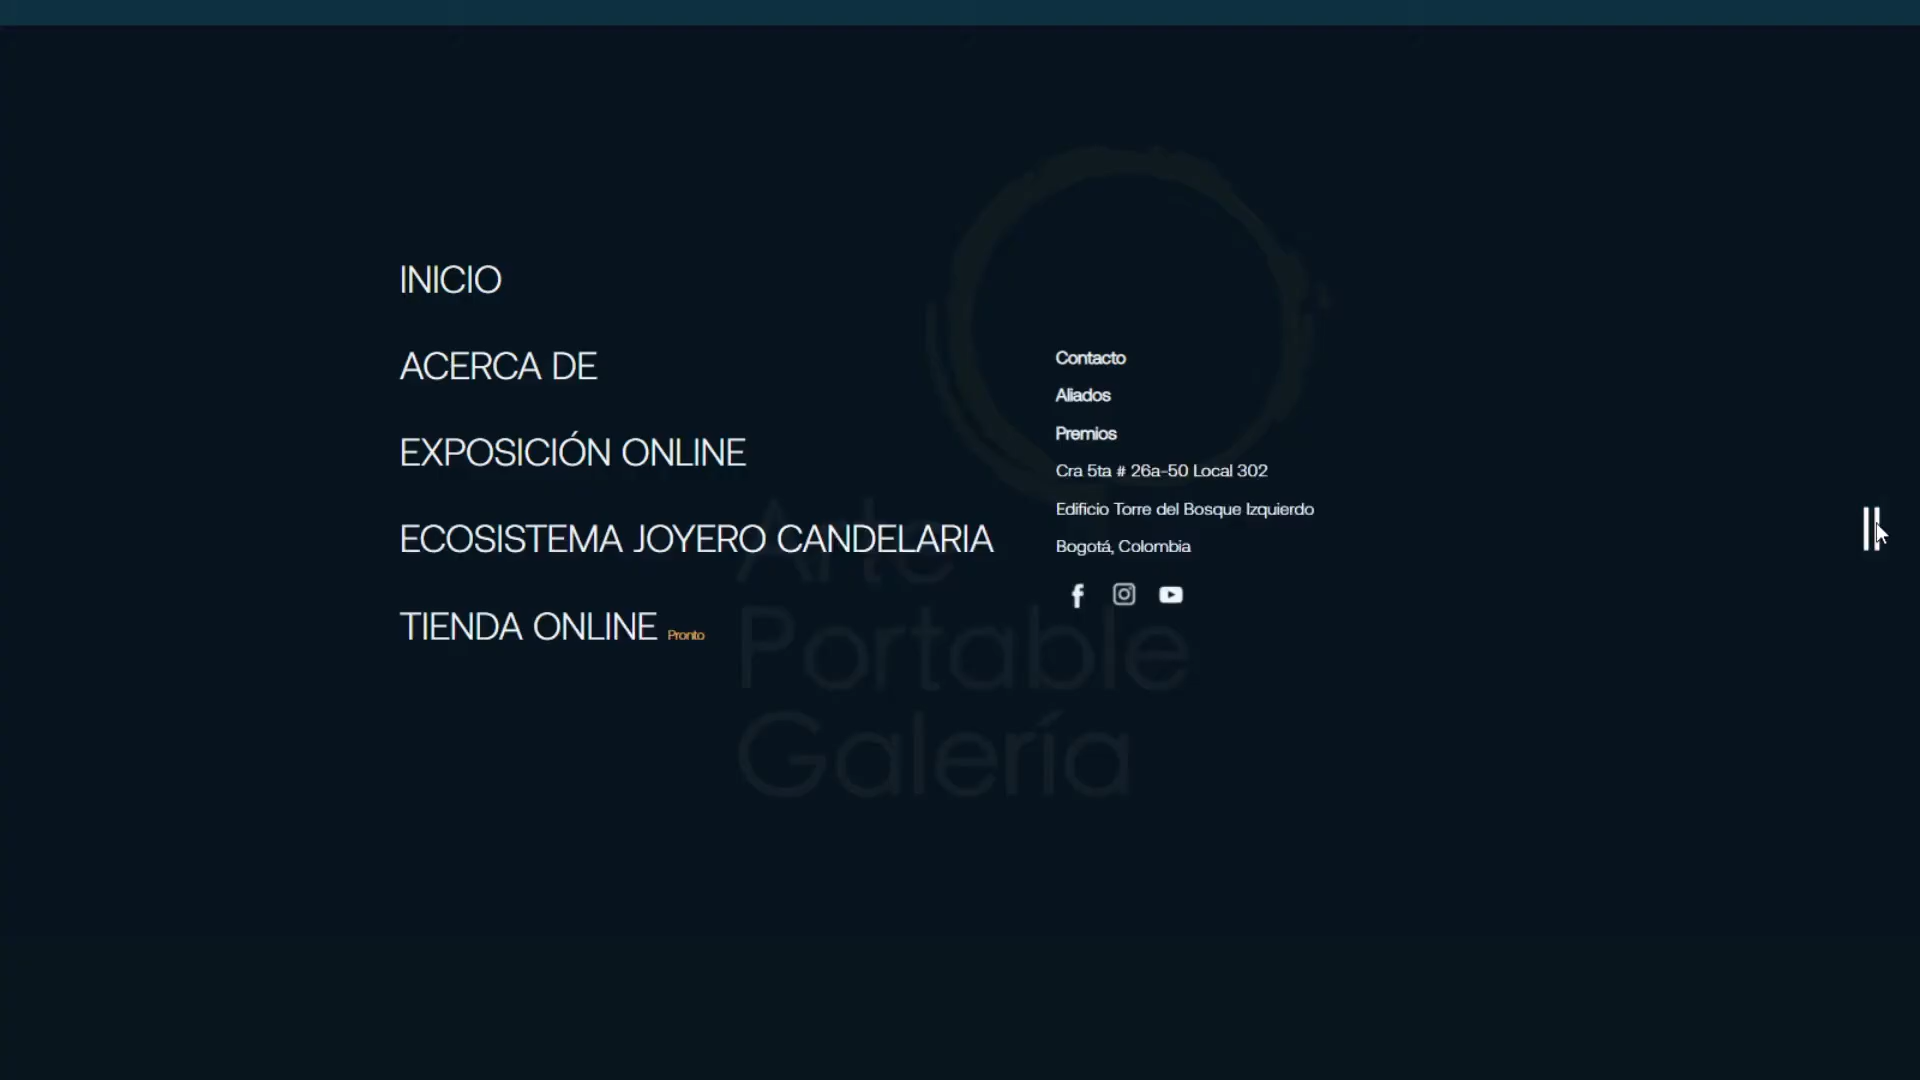 INICIO
ACERCA DE
EXPOSICIÓN ONLINE
ECOSISTEMA JOYERO CANDELARIA
TIENDA ONLINE Pronto
Contacto
Aliados
Premios
Cra 5ta # 26a-50 Local 302
Edificio Torre del Bosque Izquierdo
Bogotá, Colombia
Arte
Portable
Galería